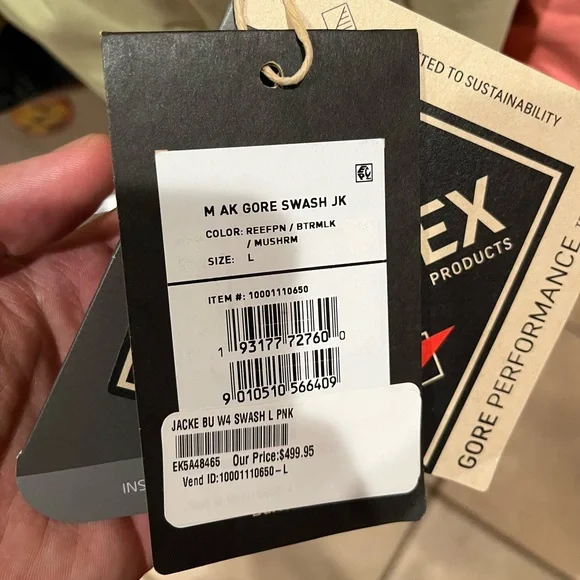 M AK GORE SWASH JK
COLOR: REEFPN / BTRMLK
/ MUSHRM
SIZE: L
ITEM #: 10001110650
1 93177 72760 0
9 010510 566409
JACKE BU W4 SWASH L PNK
EK5A48465 Our Price:$499.95
Vend ID:10001110650-L
TED TO SUSTAINABILITY
EX
PRODUCTS
GORE PERFORMANCE
INS